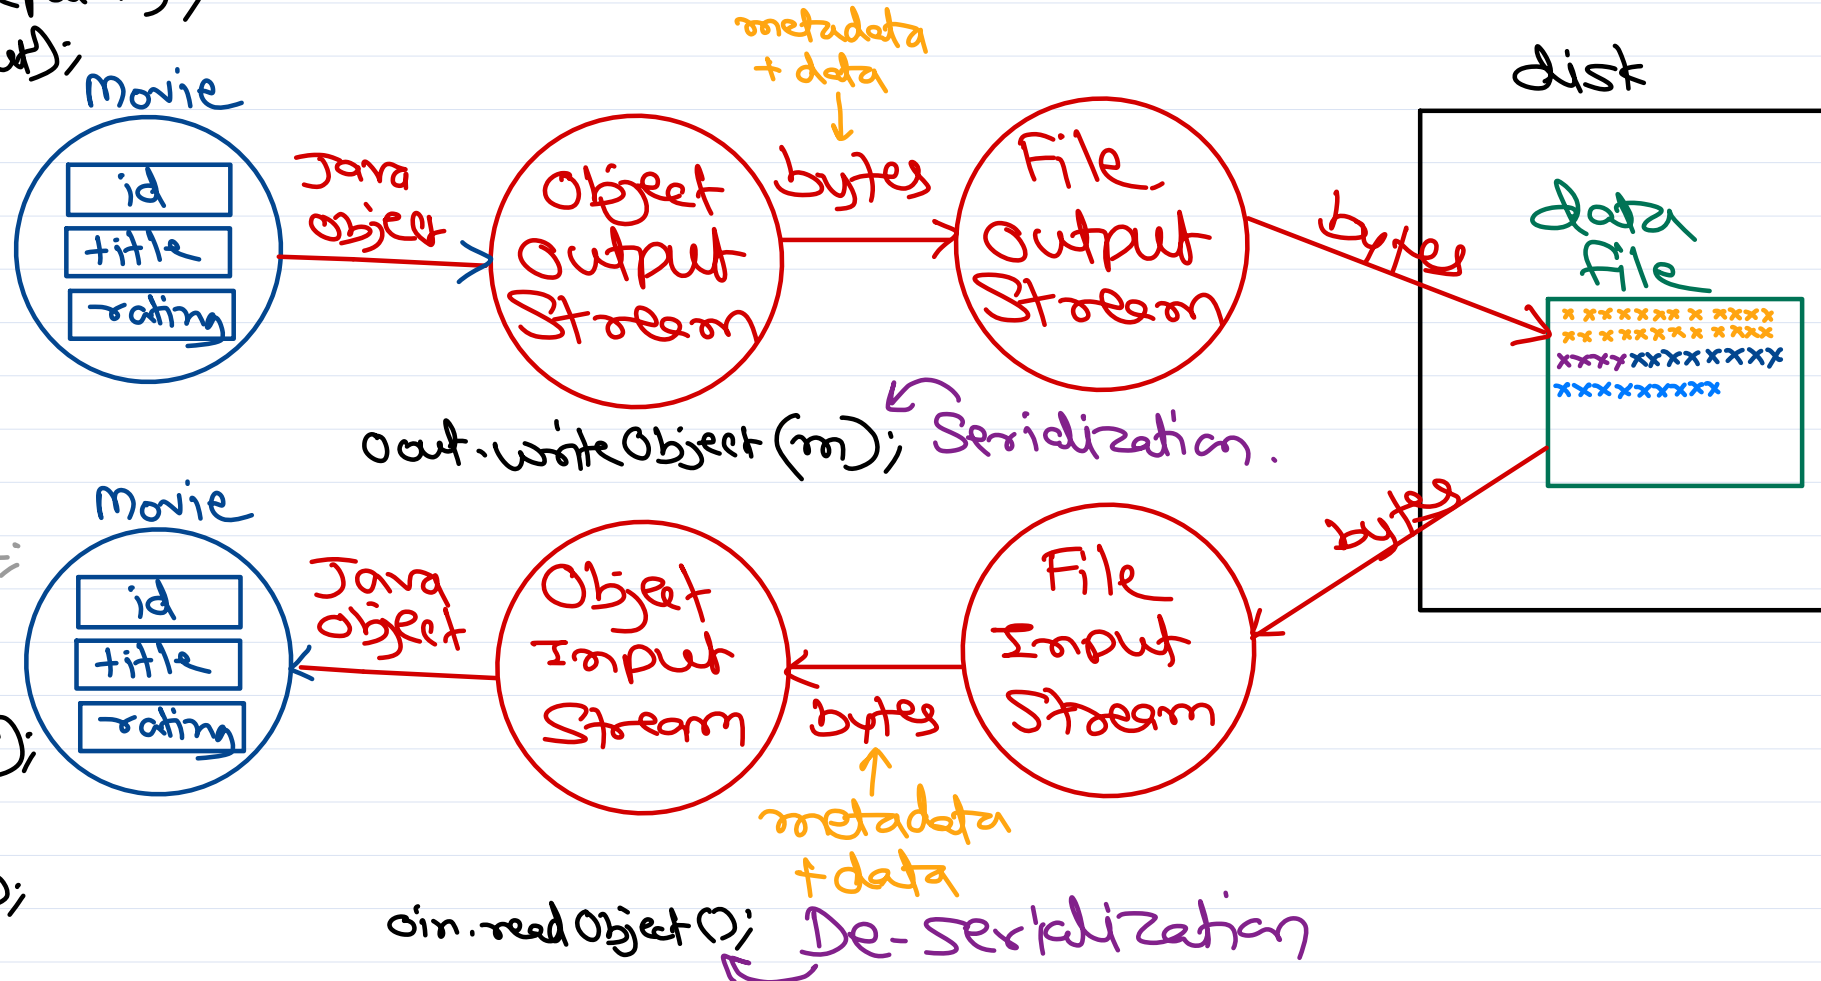 metadata
+ data
disk
Movie
id
title
rating
Java
object
Object
Output
Stream
bytes
File
Output
Stream
bytes
data
file
oout.writeObject(m);
Serialization.
Movie
id
title
rating
Java
object
Object
Input
Stream
bytes
File
Input
Stream
bytes
metadata
+ data
oin.readObject();
De-serialization